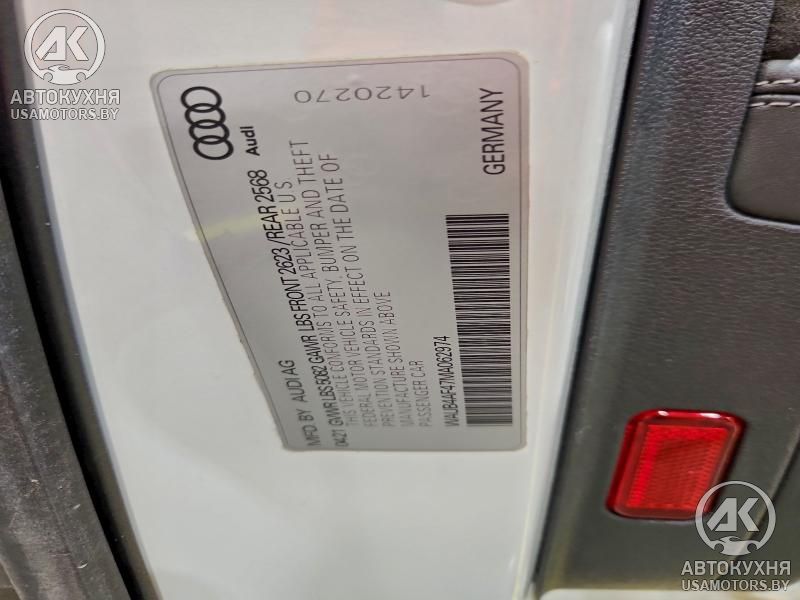 AK
АВТОКУХНЯ
USAMOTORS.BY
Audi
1420270
MFD. BY AUDI AG
04/21 GVWR LBS 5082 GAWR LBS FRONT 2623 / REAR 2568
THIS VEHICLE CONFORMS TO ALL APPLICABLE U S
FEDERAL MOTOR VEHICLE SAFETY, BUMPER AND THEFT
PREVENTION STANDARDS IN EFFECT ON THE DATE OF
MANUFACTURE SHOWN ABOVE
PASSENGER CAR
WAUB4AF47MA062974
GERMANY
AK
АВТОКУХНЯ
USAMOTORS.BY